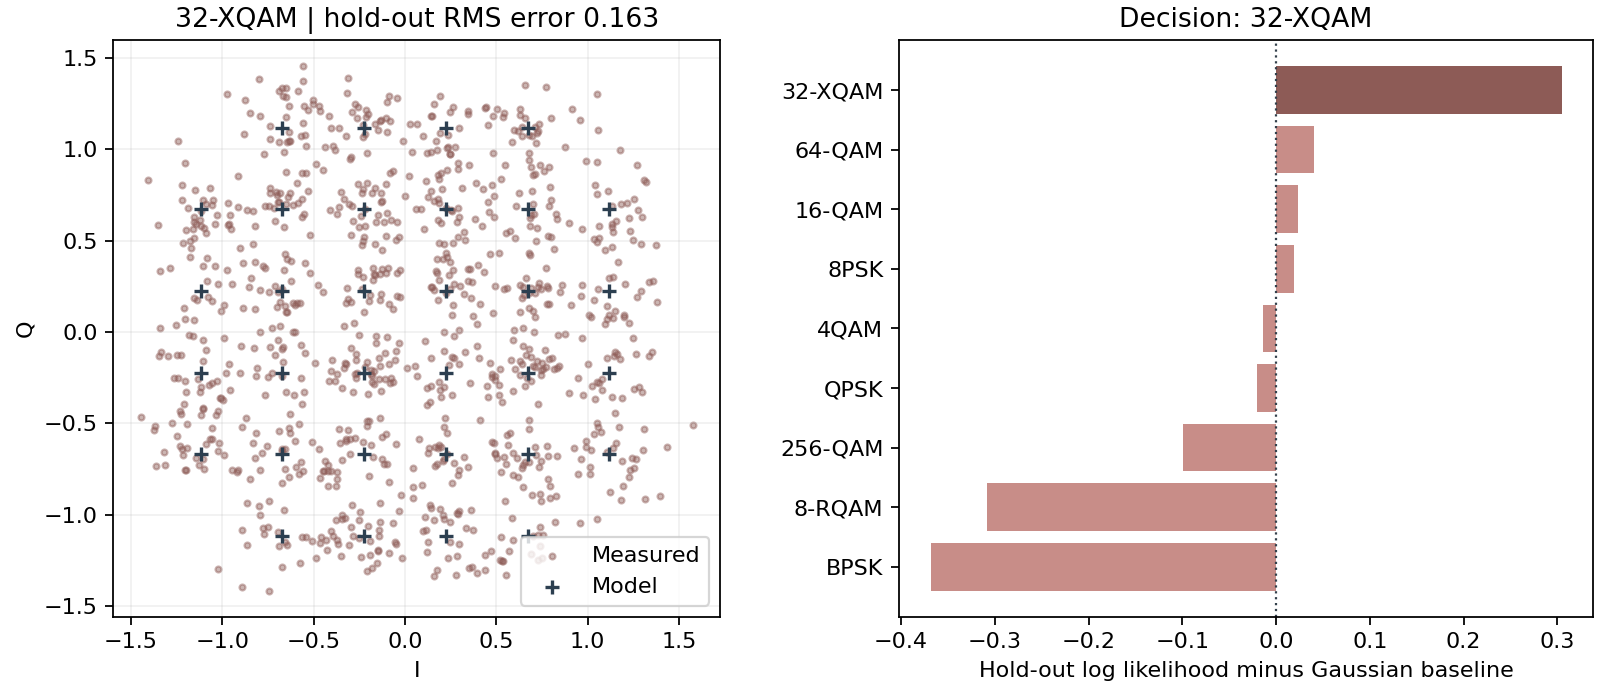 32-XQAM | hold-out RMS error 0.163
1.5
1.0
0.5
0.0
−0.5
−1.0
−1.5
Q
−1.5
−1.0
−0.5
0.0
0.5
1.0
1.5
I
Measured
Model
Decision: 32-XQAM
32-XQAM
64-QAM
16-QAM
8PSK
4QAM
QPSK
256-QAM
8-RQAM
BPSK
−0.4
−0.3
−0.2
−0.1
0.0
0.1
0.2
0.3
Hold-out log likelihood minus Gaussian baseline